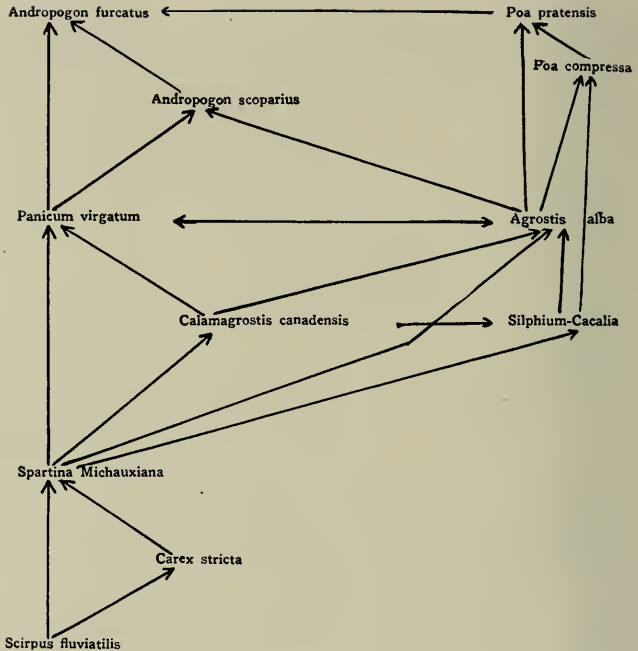 Andropogon furcatus
Poa pratensis
Poa compressa
Andropogon scoparius
Panicum virgatum
Agrostis alba
Calamagrostis canadensis
Silphium-Cacalia
Spartina Michauxiana
Carex stricta
Scirpus fluviatilis